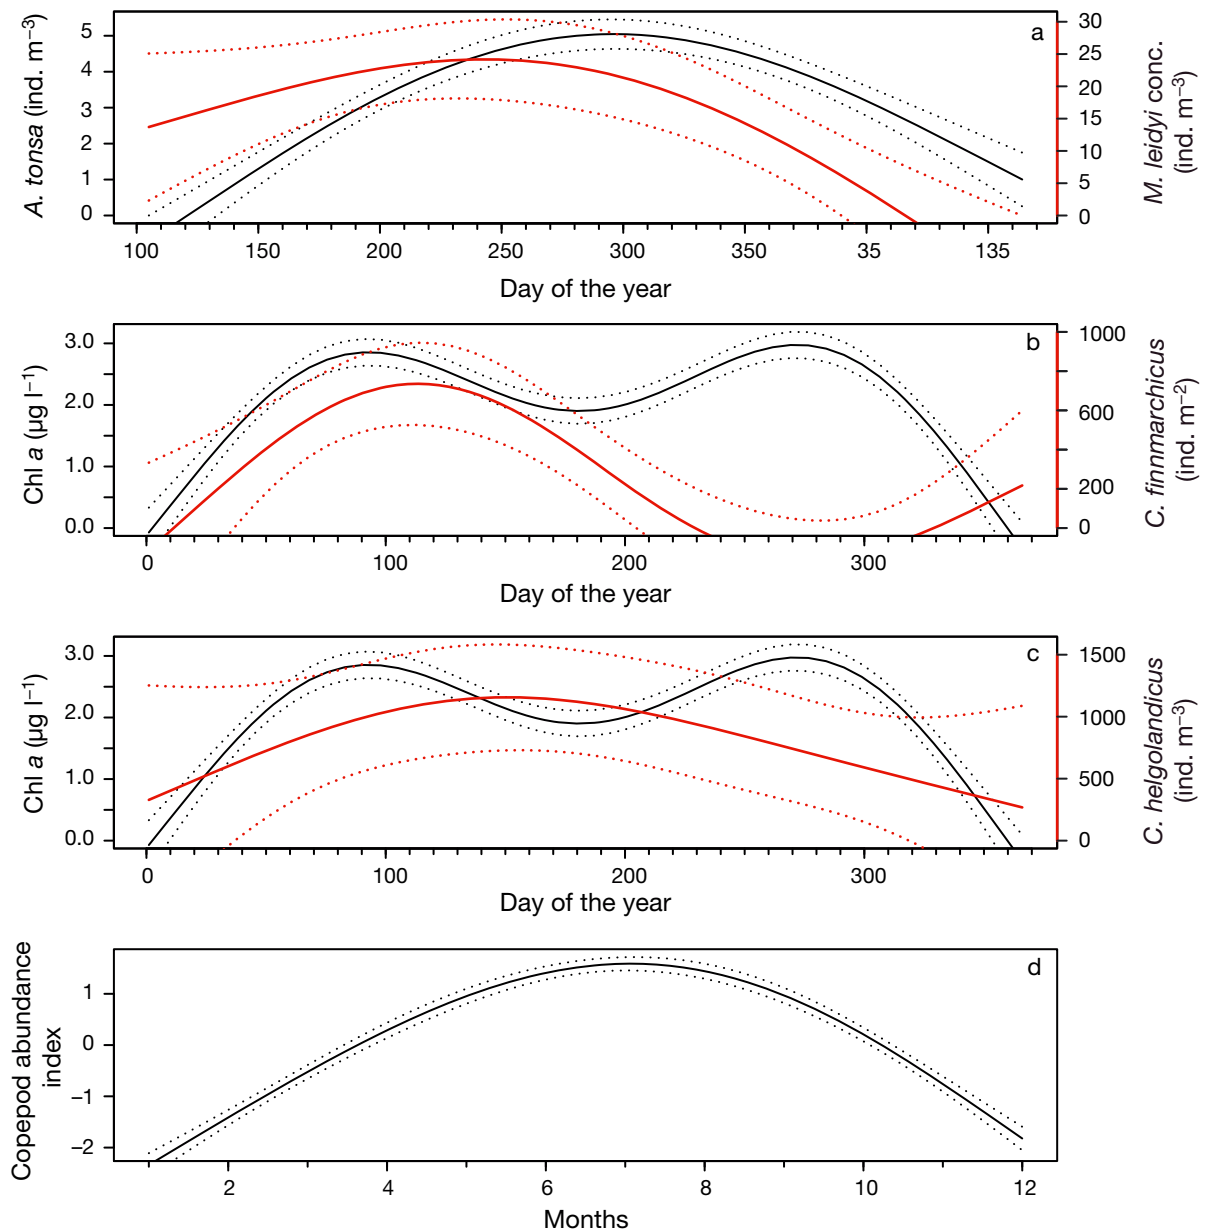 a
A. tonsa (ind. m⁻³)
5
4
3
2
1
0
30
25
20
15
10
5
0
M. leidyi conc.
(ind. m⁻³)
100 150 200 250 300 350 35 135
Day of the year
b
Chl a (µg l⁻¹)
3.0
2.0
1.0
0.0
1000
600
200
0
C. finnmarchicus
(ind. m⁻²)
0 100 200 300
Day of the year
c
Chl a (µg l⁻¹)
3.0
2.0
1.0
0.0
1500
1000
500
0
C. helgolandicus
(ind. m⁻³)
0 100 200 300
Day of the year
d
Copepod abundance
index
1
0
−1
−2
2 4 6 8 10 12
Months